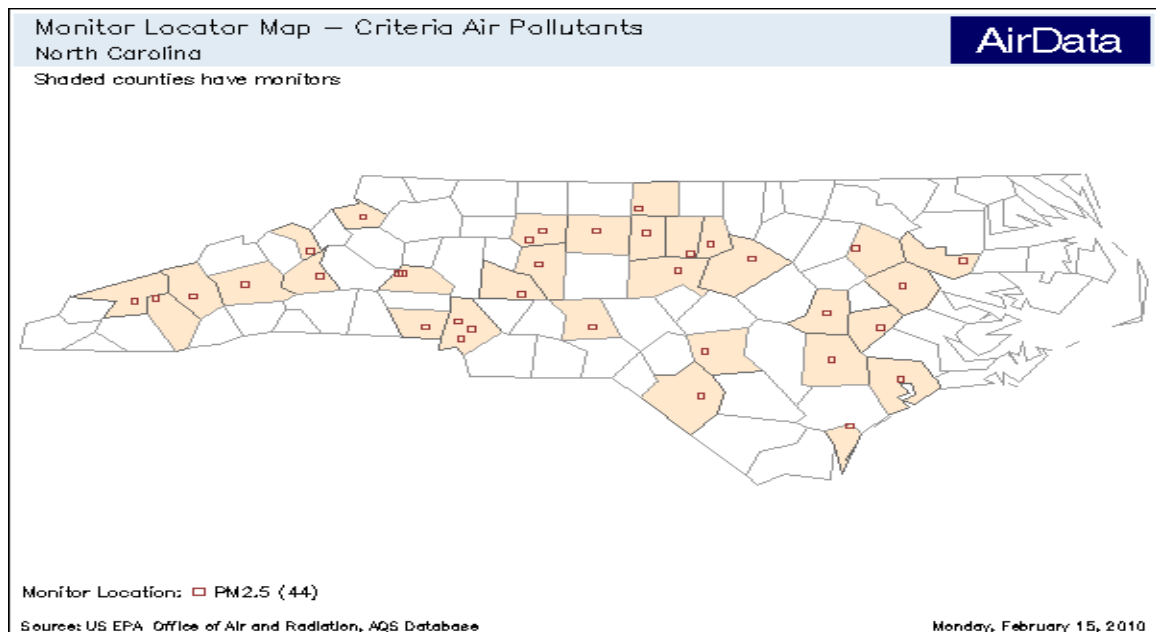 Monitor Locator Map – Criteria Air Pollutants
North Carolina
AirData
Shaded counties have monitors
Monitor Location: PM2.5 (44)
Source: US EPA Office of Air and Radiation, AQS Database
Monday, February 15, 2010